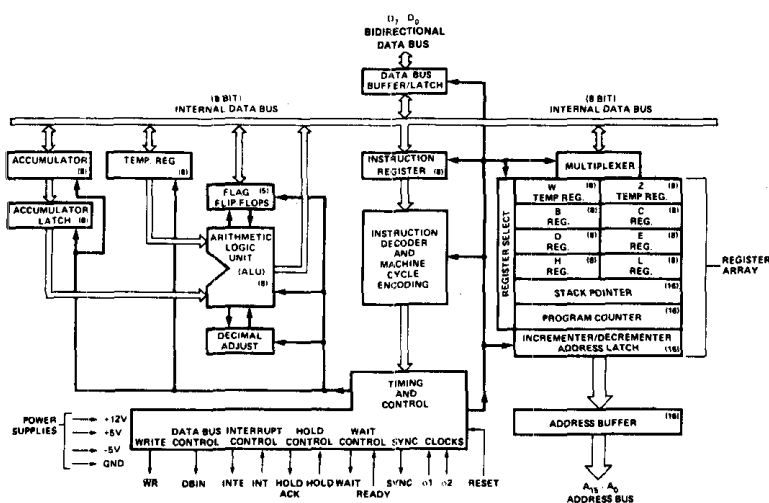 D7 D0
BIDIRECTIONAL
DATA BUS
DATA BUS
BUFFER/LATCH
(8 BIT)
INTERNAL DATA BUS
(8 BIT)
INTERNAL DATA BUS
ACCUMULATOR
(8)
TEMP. REG
(8)
INSTRUCTION
REGISTER (8)
MULTIPLEXER
FLAG (5)
FLIP FLOPS
ACCUMULATOR
LATCH (8)
ARITHMETIC
LOGIC
UNIT
(ALU)
(8)
DECIMAL
ADJUST
INSTRUCTION
DECODER
AND
MACHINE
CYCLE
ENCODING
REGISTER SELECT
W (8)
TEMP REG.
Z (8)
TEMP REG.
B (8)
REG.
C (8)
REG.
D (8)
REG.
E (8)
REG.
H (8)
REG.
L (8)
REG.
STACK POINTER (16)
PROGRAM COUNTER (16)
INCREMENTER/DECREMENTER
ADDRESS LATCH (16)
REGISTER
ARRAY
TIMING
AND
CONTROL
POWER
SUPPLIES
+12V
+5V
-5V
GND
DATA BUS INTERRUPT HOLD WAIT
WRITE CONTROL CONTROL CONTROL CONTROL SYNC CLOCKS
ADDRESS BUFFER (16)
WR DBIN INTE INT HOLD HOLD WAIT SYNC ø1 ø2 RESET
ACK READY
A15 - A0
ADDRESS BUS